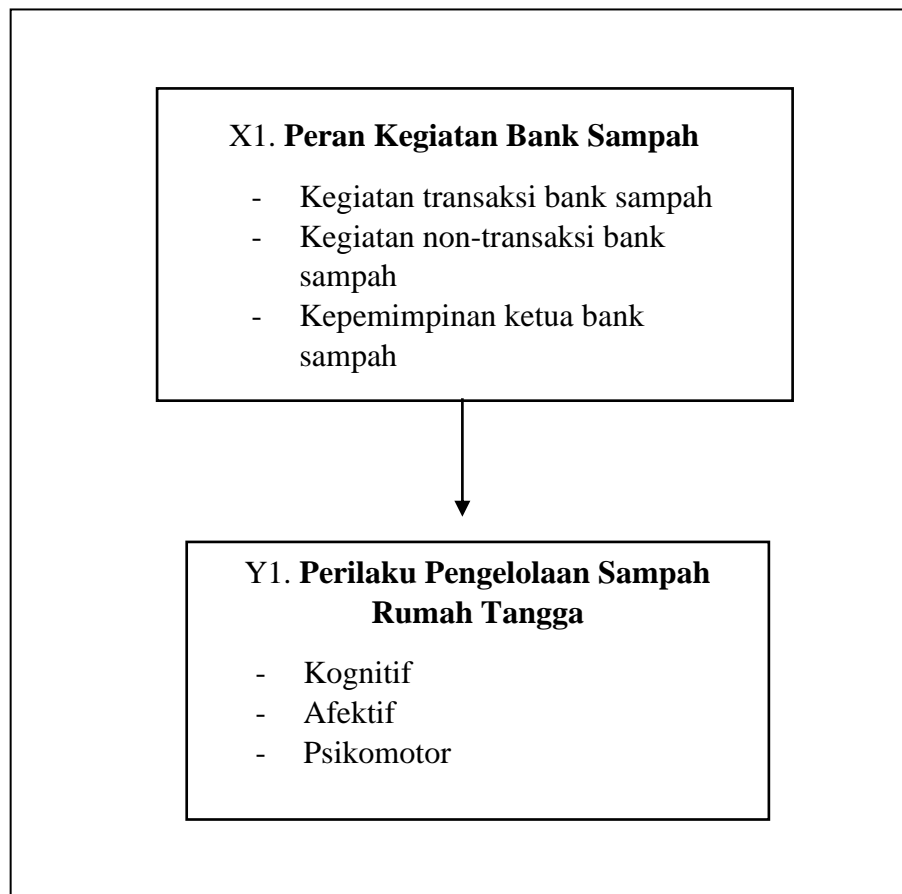 X1. Peran Kegiatan Bank Sampah
- Kegiatan transaksi bank sampah
- Kegiatan non-transaksi bank
sampah
- Kepemimpinan ketua bank
sampah
Y1. Perilaku Pengelolaan Sampah
Rumah Tangga
- Kognitif
- Afektif
- Psikomotor